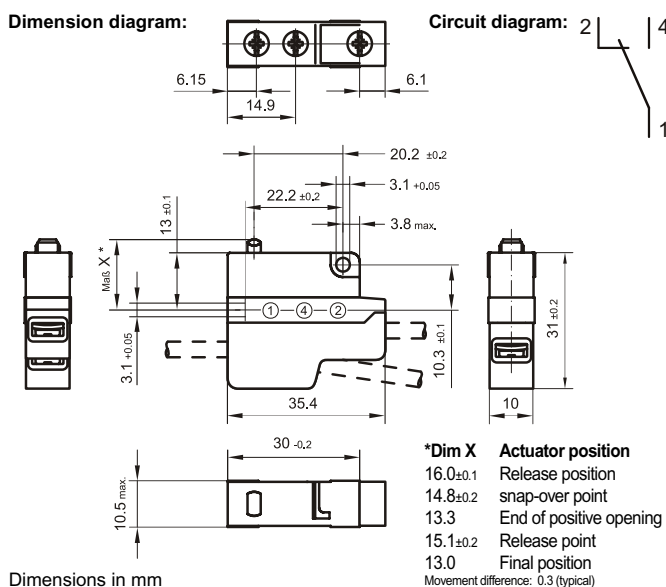 Dimension diagram:
Circuit diagram:
2
4
1
6.15
6.1
14.9
20.2 ±0.2
3.1 +0.05
22.2 ±0.2
3.8 max.
13 ±0.1
Maß X *
① ④ ②
3.1 +0.05
10.3 ±0.1
31 ±0.2
35.4
10
30 -0.2
10.5 max.
*Dim X Actuator position
16.0±0.1 Release position
14.8±0.2 snap-over point
13.3 End of positive opening
15.1±0.2 Release point
13.0 Final position
Movement difference: 0.3 (typical)
Dimensions in mm